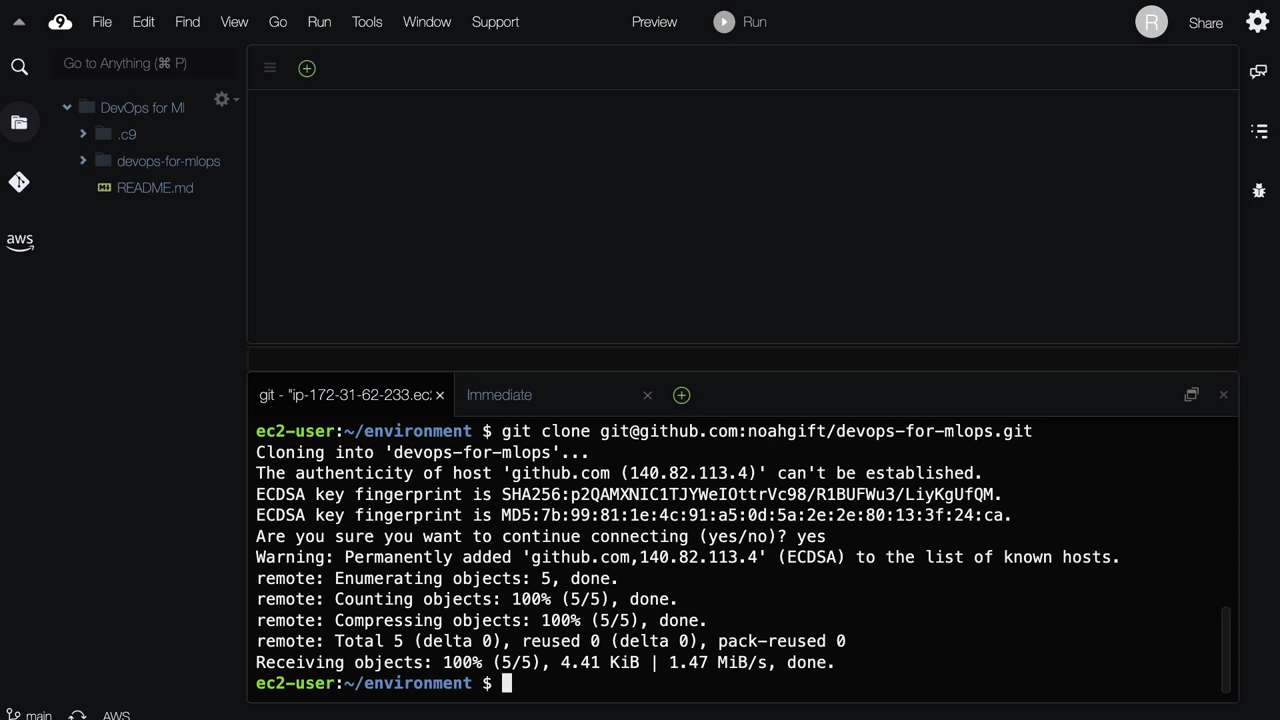 9 File Edit Find View Go Run Tools Window Support Preview Run R Share
Go to Anything (⌘ P)
DevOps for Ml
.c9
devops-for-mlops
README.md
aws
git - "ip-172-31-62-233.ec2 × Immediate ×
ec2-user:~/environment $ git clone git@github.com:noahgift/devops-for-mlops.git
Cloning into 'devops-for-mlops'...
The authenticity of host 'github.com (140.82.113.4)' can't be established.
ECDSA key fingerprint is SHA256:p2QAMXNIC1TJYWeIOttrVc98/R1BUFWu3/LiyKgUfQM.
ECDSA key fingerprint is MD5:7b:99:81:1e:4c:91:a5:0d:5a:2e:2e:80:13:3f:24:ca.
Are you sure you want to continue connecting (yes/no)? yes
Warning: Permanently added 'github.com,140.82.113.4' (ECDSA) to the list of known hosts.
remote: Enumerating objects: 5, done.
remote: Counting objects: 100% (5/5), done.
remote: Compressing objects: 100% (5/5), done.
remote: Total 5 (delta 0), reused 0 (delta 0), pack-reused 0
Receiving objects: 100% (5/5), 4.41 KiB | 1.47 MiB/s, done.
ec2-user:~/environment $
main AWS